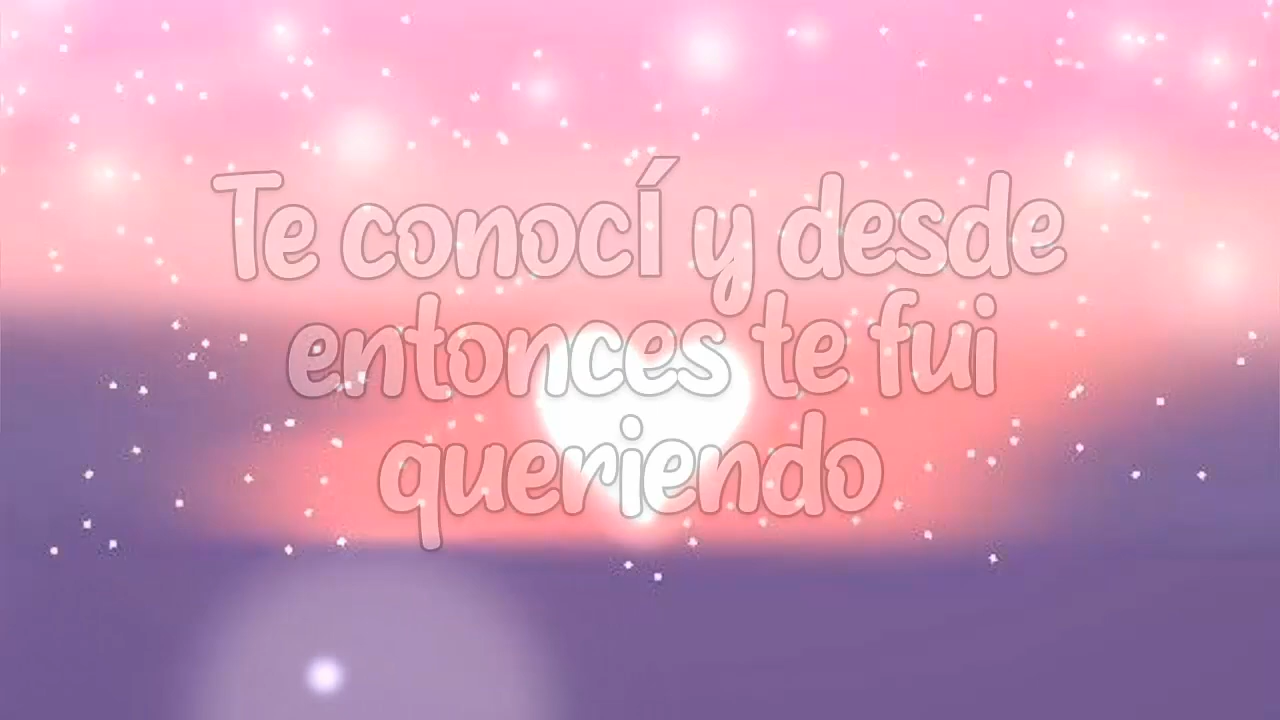 Te conocí y desde
entonces te fui
queriendo